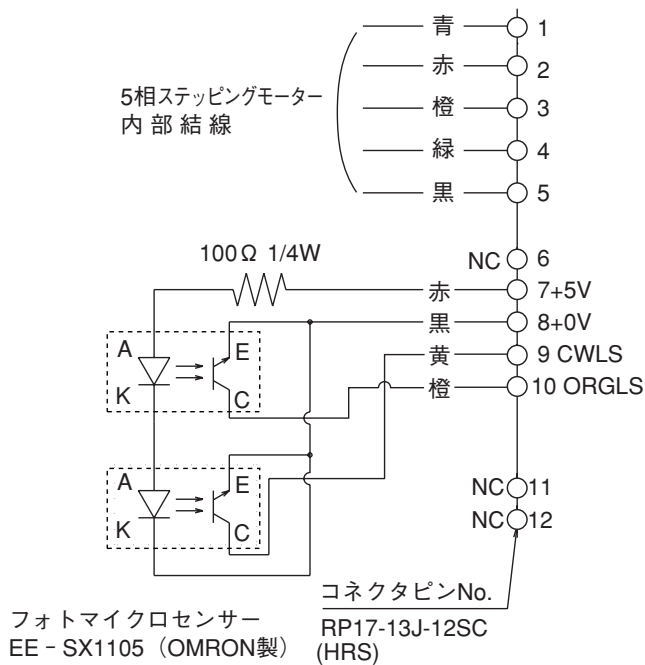 青 1
赤 2
5相ステッピングモーター
内部結線
橙 3
緑 4
黒 5
100Ω 1/4W
NC 6
赤 7+5V
黒 8+0V
黄 9 CWLS
橙 10 ORGLS
A
E
K
C
A
E
K
C
NC 11
NC 12
コネクタピンNo.
RP17-13J-12SC
(HRS)
フォトマイクロセンサー
EE-SX1105（OMRON製）